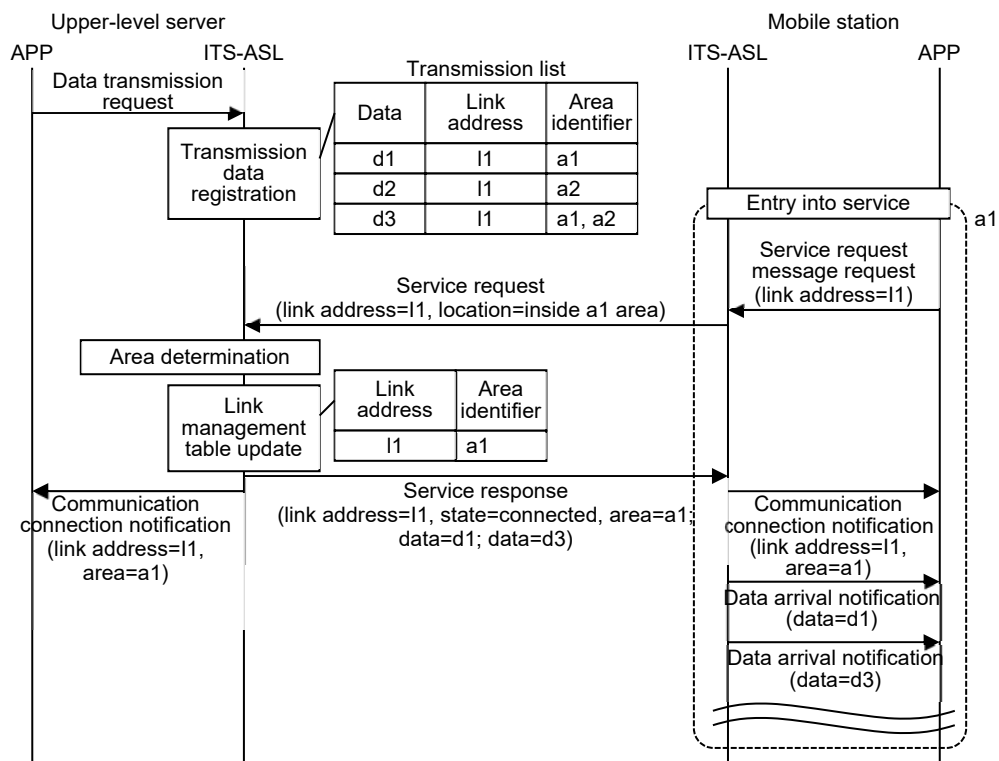 Upper-level server
Mobile station
APP
ITS-ASL
ITS-ASL
APP
Data transmission
request
Transmission list
Data
Link
address
Area
identifier
d1
l1
a1
d2
l1
a2
d3
l1
a1, a2
Transmission
data
registration
Entry into service
a1
Service request
message request
(link address=l1)
Service request
(link address=l1, location=inside a1 area)
Area determination
Link
management
table update
Link
address
Area
identifier
l1
a1
Service response
(link address=l1, state=connected, area=a1;
data=d1; data=d3)
Communication
connection notification
(link address=l1,
area=a1)
Communication
connection notification
(link address=l1,
area=a1)
Data arrival notification
(data=d1)
Data arrival notification
(data=d3)